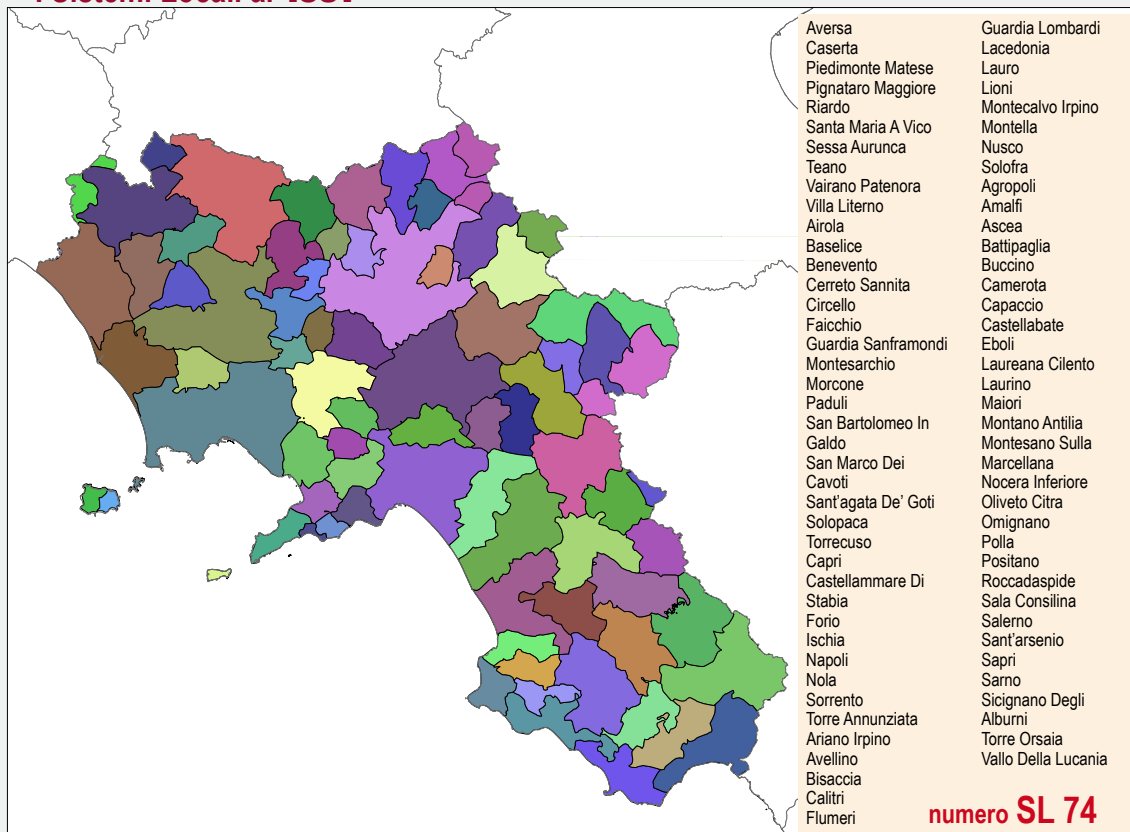 Aversa
Caserta
Piedimonte Matese
Pignataro Maggiore
Riardo
Santa Maria A Vico
Sessa Aurunca
Teano
Vairano Patenora
Villa Literno
Airola
Baselice
Benevento
Cerreto Sannita
Circello
Faicchio
Guardia Sanframondi
Montesarchio
Morcone
Paduli
San Bartolomeo In
Galdo
San Marco Dei
Cavoti
Sant'agata De' Goti
Solopaca
Torrecuso
Capri
Castellammare Di
Stabia
Forio
Ischia
Napoli
Nola
Sorrento
Torre Annunziata
Ariano Irpino
Avellino
Bisaccia
Calitri
Flumeri
Guardia Lombardi
Lacedonia
Lauro
Lioni
Montecalvo Irpino
Montella
Nusco
Solofra
Agropoli
Amalfi
Ascea
Battipaglia
Buccino
Camerota
Capaccio
Castellabate
Eboli
Laureana Cilento
Laurino
Maiori
Montano Antilia
Montesano Sulla
Marcellana
Nocera Inferiore
Oliveto Citra
Omignano
Polla
Positano
Roccadaspide
Sala Consilina
Salerno
Sant'arsenio
Sapri
Sarno
Sicignano Degli
Alburni
Torre Orsaia
Vallo Della Lucania
numero SL 74